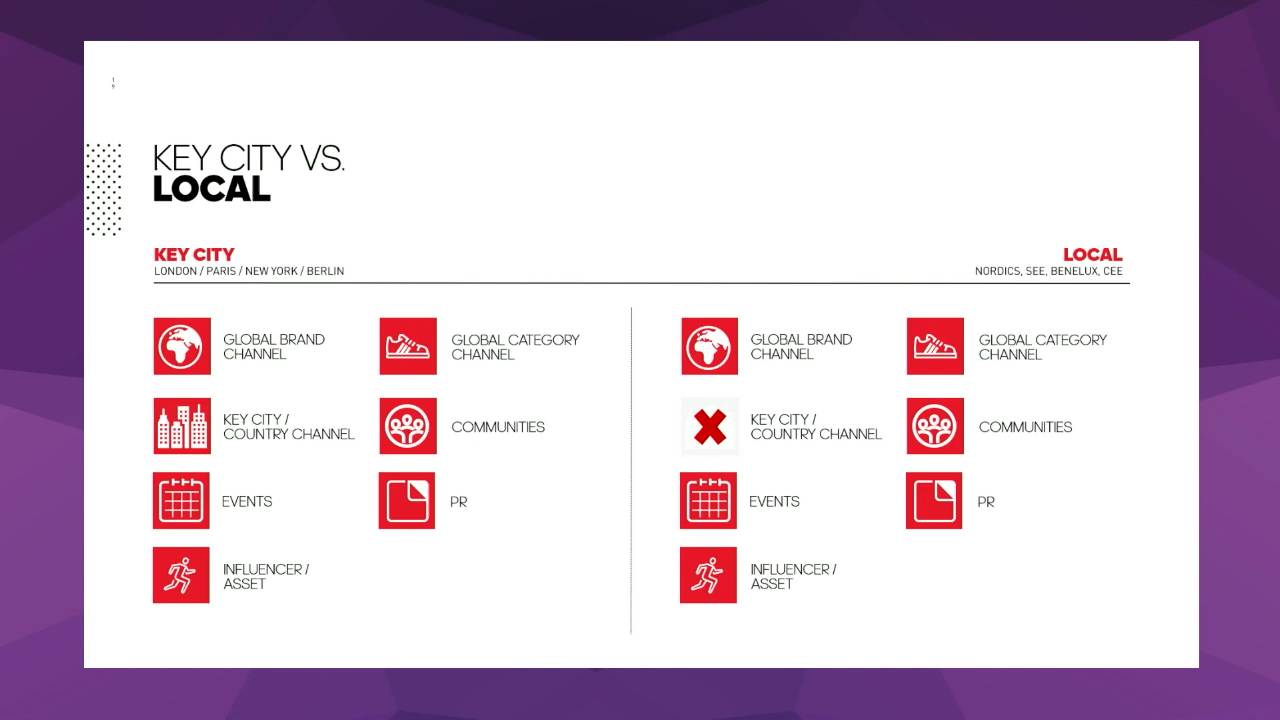 1
9
KEY CITY VS.
LOCAL
KEY CITY
LONDON / PARIS / NEW YORK / BERLIN
LOCAL
NORDICS, SEE, BENELUX, CEE
GLOBAL BRAND
CHANNEL
GLOBAL CATEGORY
CHANNEL
KEY CITY /
COUNTRY CHANNEL
COMMUNITIES
EVENTS
PR
INFLUENCER /
ASSET
GLOBAL BRAND
CHANNEL
GLOBAL CATEGORY
CHANNEL
KEY CITY /
COUNTRY CHANNEL
COMMUNITIES
EVENTS
PR
INFLUENCER /
ASSET